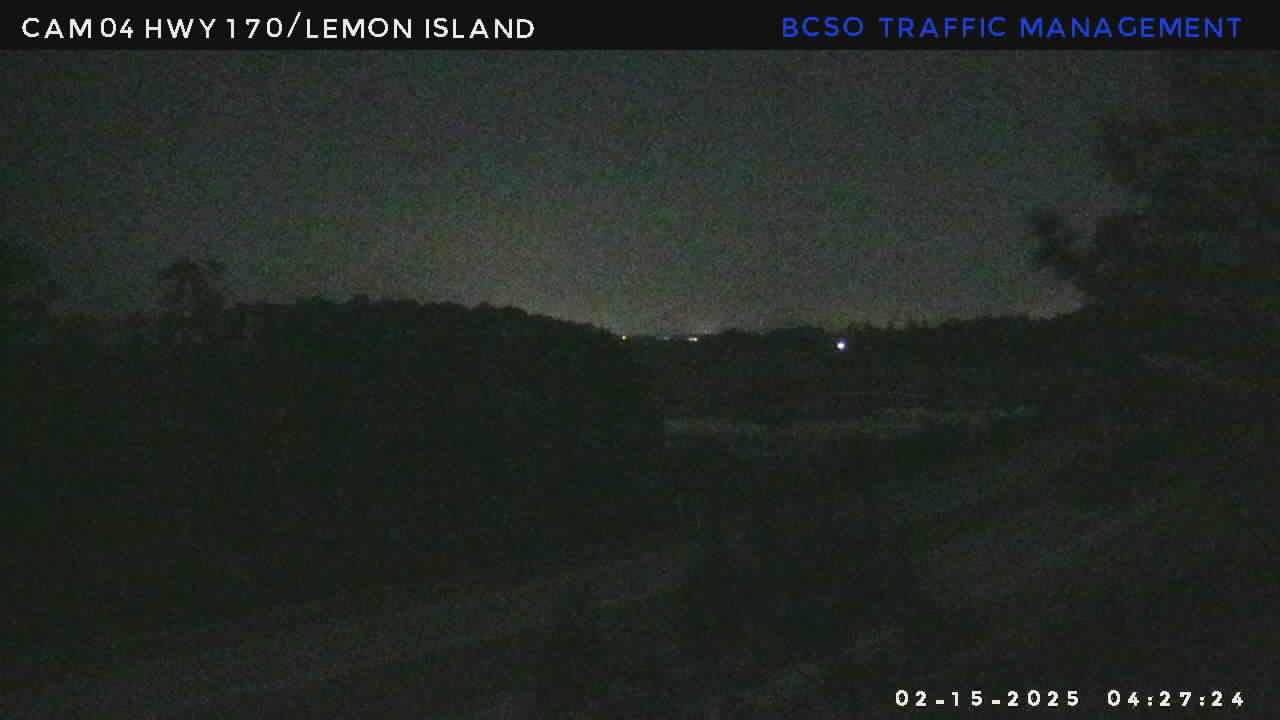 CAM04 HWY 170/LEMON ISLAND
BCSO TRAFFIC MANAGEMENT
02-15-2025 04:27:24